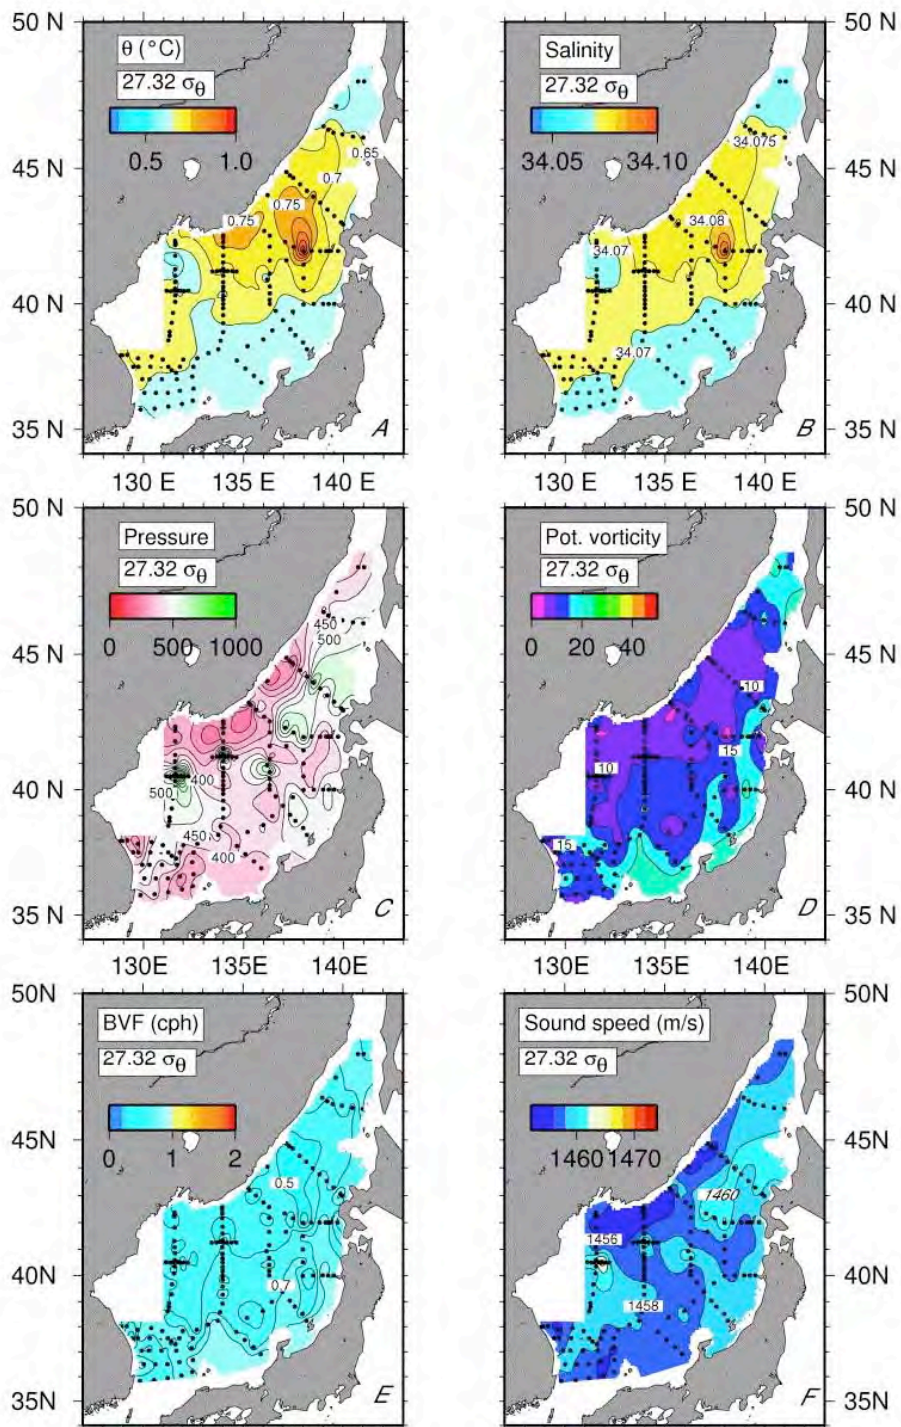 50 N
50 N
θ (°C)
27.32 σθ
0.5 1.0
Salinity
27.32 σθ
34.05 34.10
45 N
0.65
0.7
0.75
0.75
34.075
45 N
34.08
34.07
40 N
40 N
34.07
35 N
A
B
35 N
130 E 135 E 140 E
130 E 135 E 140 E
50 N
50 N
Pressure
27.32 σθ
0 500 1000
Pot. vorticity
27.32 σθ
0 20 40
450
500
45 N
45 N
10
15
400
10
500
40 N
40 N
450
400
15
C
D
35 N
35 N
130E 135E 140E
130E 135E 140E
50N
50N
BVF (cph)
27.32 σθ
0 1 2
Sound speed (m/s)
27.32 σθ
1460 1470
45N
45N
0.5
1460
1456
40N
40N
0.7
1458
E
F
35N
35N